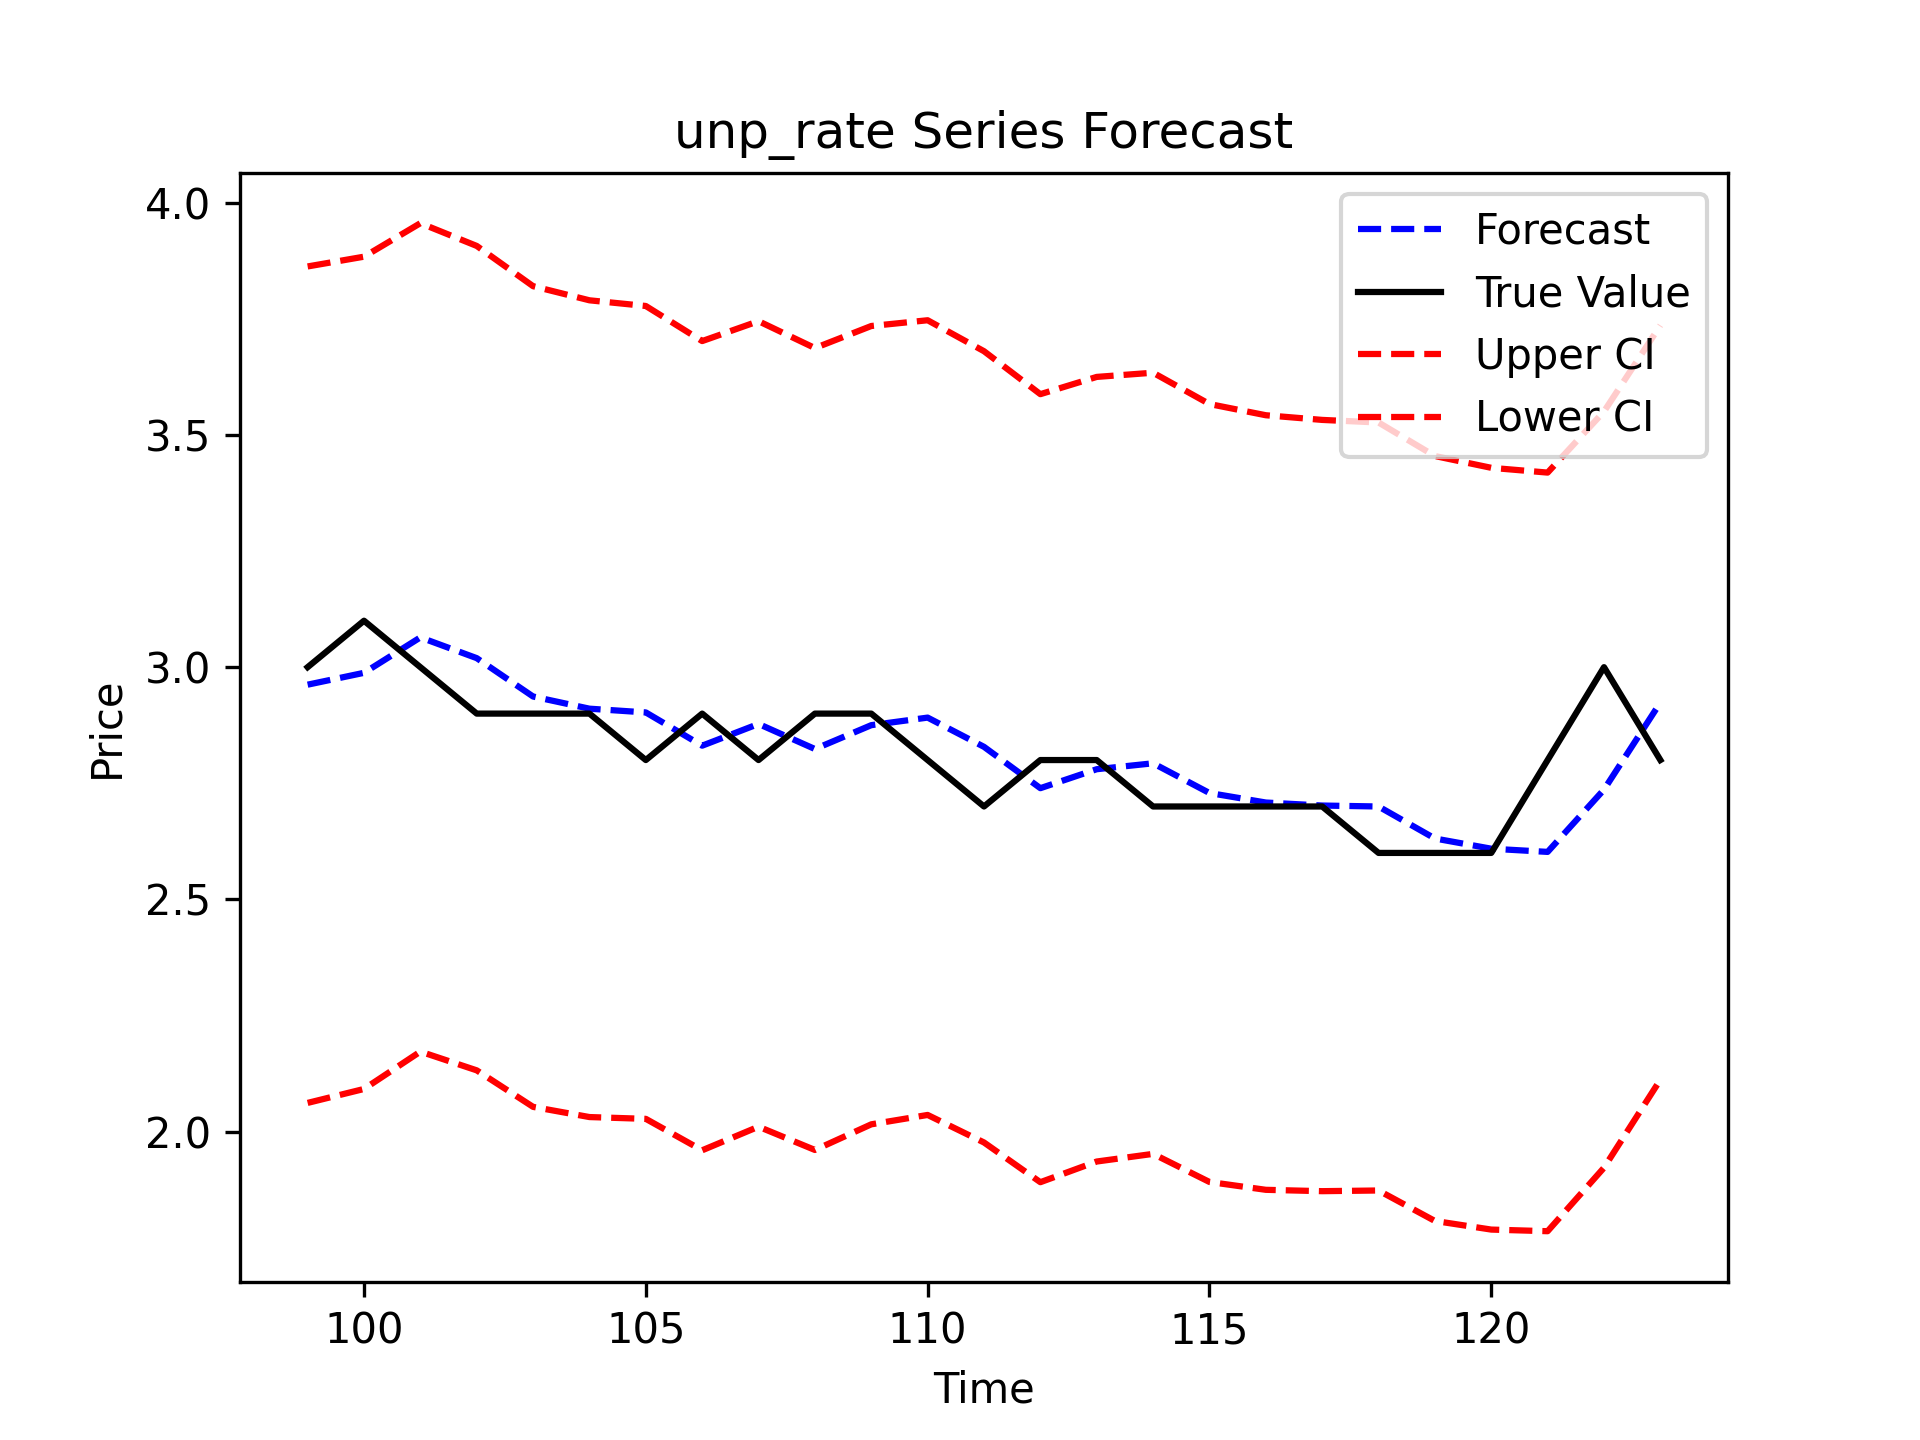 unp_rate Series Forecast
4.0
3.5
3.0
2.5
2.0
Price
Forecast
True Value
Upper CI
Lower CI
100 105 110 115 120
Time